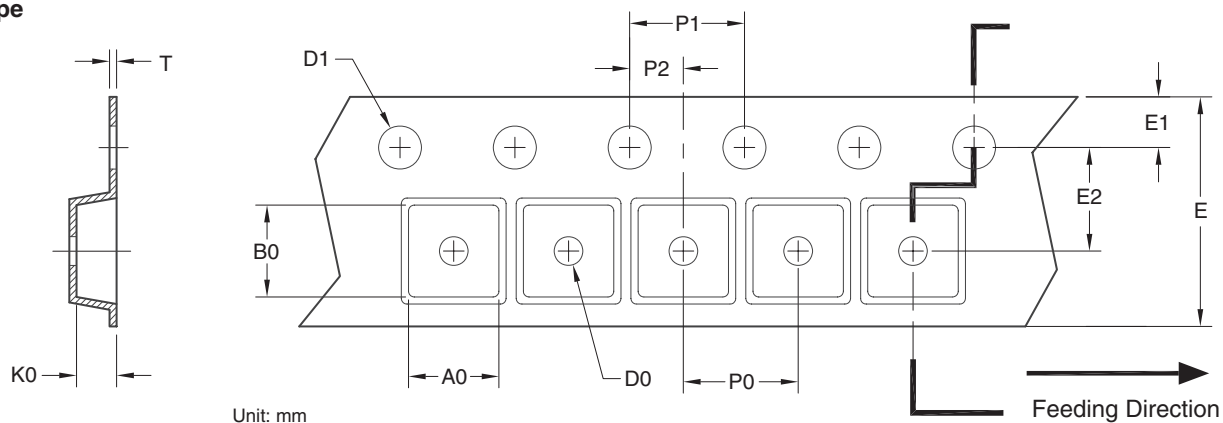 pe
P1
D1
T
P2
E1
E2
E
B0
K0
A0
D0
P0
Unit: mm
Feeding Direction